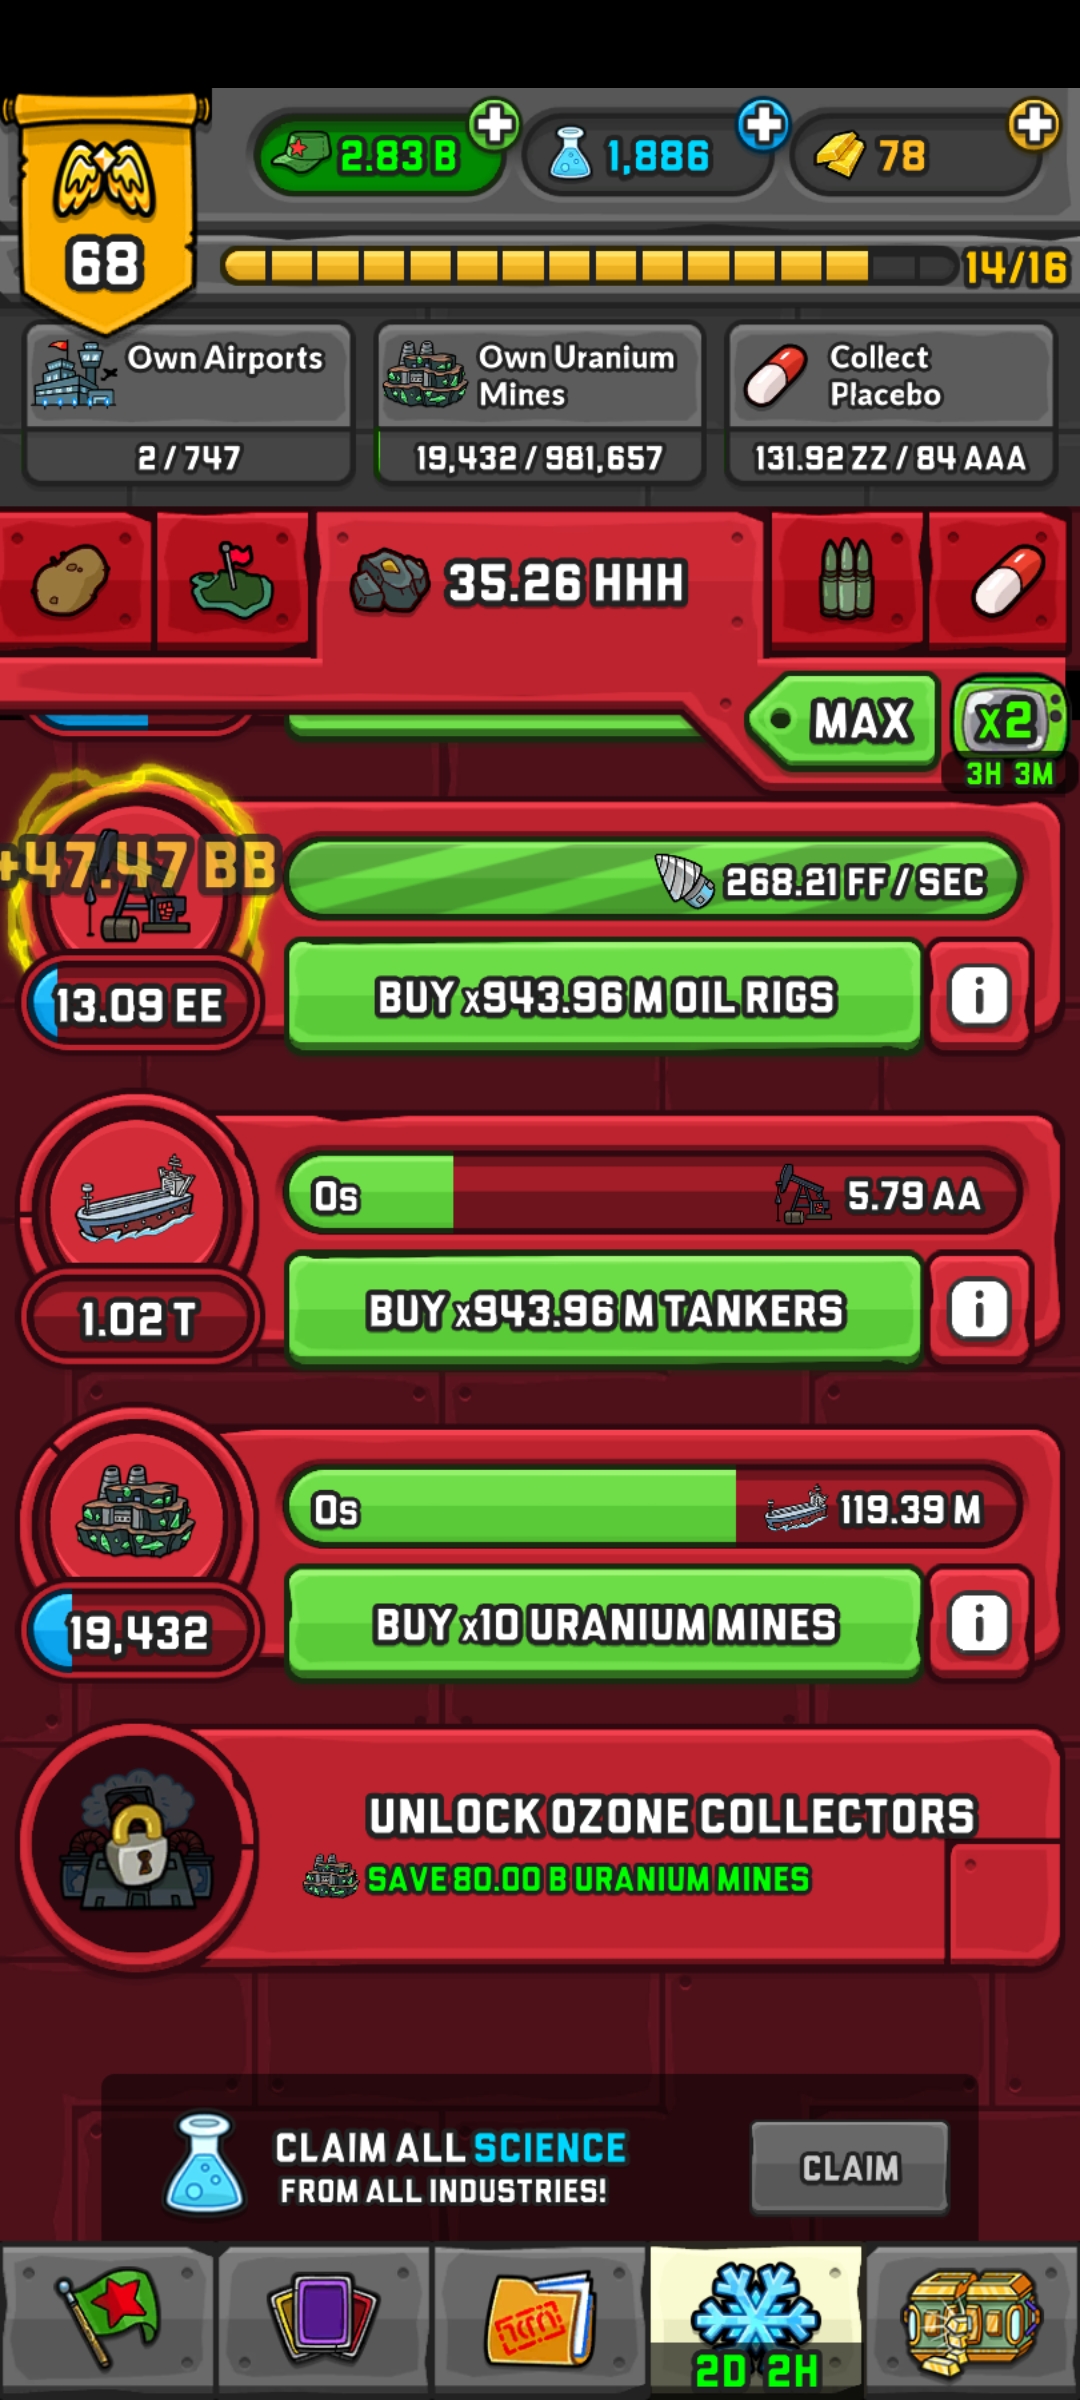 2.83 B
1,886
78
68
14/16
Own Airports
2 / 747
Own Uranium
Mines
19,432 / 981,657
Collect
Placebo
131.92 ZZ / 84 AAA
35.26 HHH
MAX
x2
3H 3M
+47.47 BB
268.21 FF / SEC
13.09 EE
BUY x943.96 M OIL RIGS
i
0s
5.79 AA
1.02 T
BUY x943.96 M TANKERS
i
0s
119.39 M
19,432
BUY x10 URANIUM MINES
i
UNLOCK OZONE COLLECTORS
SAVE 80.00 B URANIUM MINES
CLAIM ALL SCIENCE
FROM ALL INDUSTRIES!
CLAIM
2D 2H